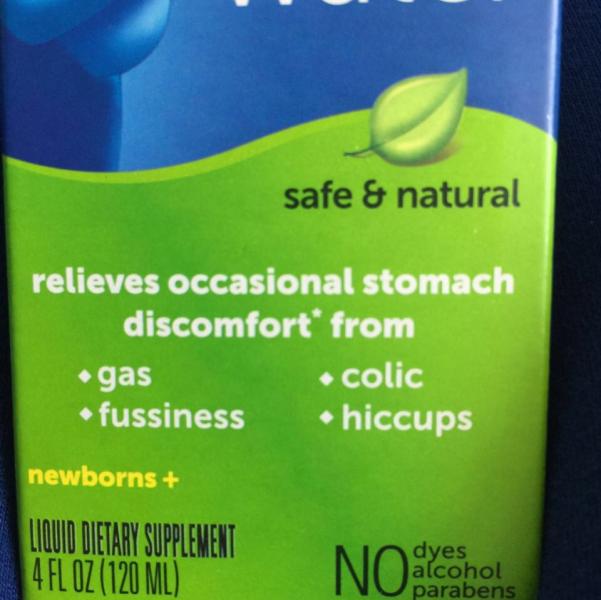 safe & natural
relieves occasional stomach
discomfort* from
gas
colic
fussiness
hiccups
newborns +
LIQUID DIETARY SUPPLEMENT
4 FL OZ (120 ML)
NO dyes
alcohol
parabens